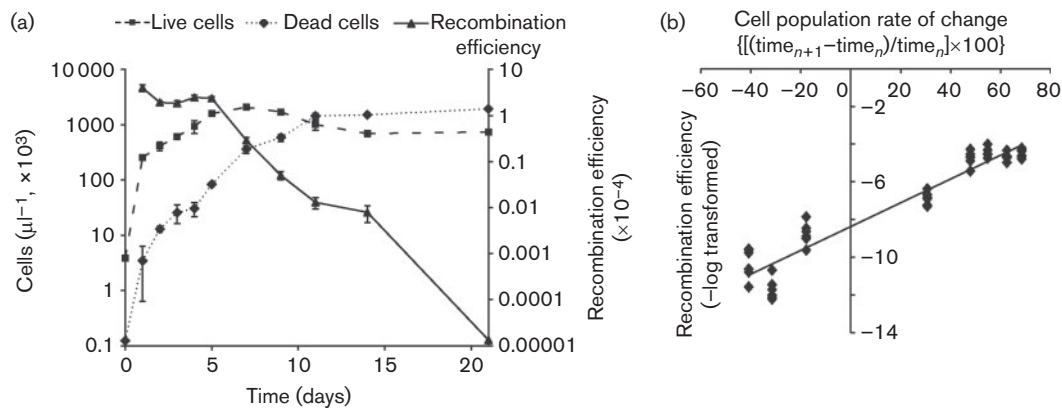 (a)
Live cells
Dead cells
Recombination
efficiency
10 000
1000
100
10
1
0.1
Cells (μl⁻¹, ×10³)
10
1
0.1
0.01
0.001
0.0001
0.00001
Recombination efficiency
(×10⁻⁴)
0 5 10 15 20
Time (days)
(b)
Cell population rate of change
{[(timeₙ₊₁−timeₙ)/timeₙ]×100}
−60 −40 −20 0 20 40 60 80
−2
−6
−10
−14
Recombination efficiency
(−log transformed)